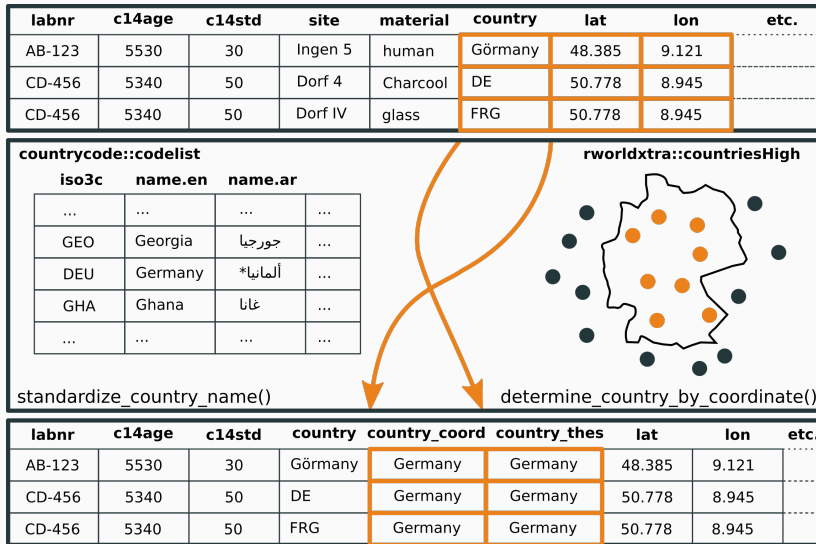 labnr c14age c14std site material country lat lon etc.
AB-123 5530 30 Ingen 5 human Görmany 48.385 9.121
CD-456 5340 50 Dorf 4 Charcool DE 50.778 8.945
CD-456 5340 50 Dorf IV glass FRG 50.778 8.945
countrycode::codelist
iso3c name.en name.ar
... ... ... ...
GEO Georgia جورجيا ...
DEU Germany ألمانيا* ...
GHA Ghana غانا ...
... ... ... ...
standardize_country_name()
rworldxtra::countriesHigh
determine_country_by_coordinate()
labnr c14age c14std country country_coord country_thes lat lon etc.
AB-123 5530 30 Görmany Germany Germany 48.385 9.121
CD-456 5340 50 DE Germany Germany 50.778 8.945
CD-456 5340 50 FRG Germany Germany 50.778 8.945